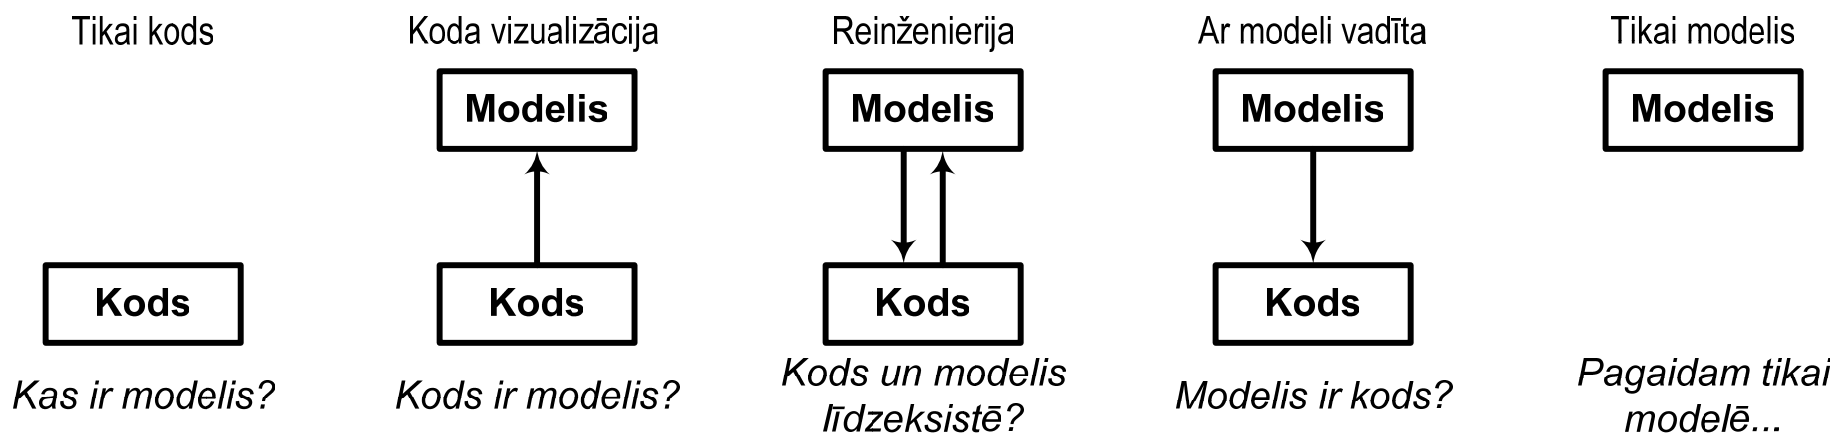 Tikai kods
Koda vizualizācija
Reinženierija
Ar modeli vadīta
Tikai modelis
Modelis
Modelis
Modelis
Modelis
Kods
Kods
Kods
Kods
Kas ir modelis?
Kods ir modelis?
Kods un modelis
līdzeksistē?
Modelis ir kods?
Pagaidam tikai
modelē...